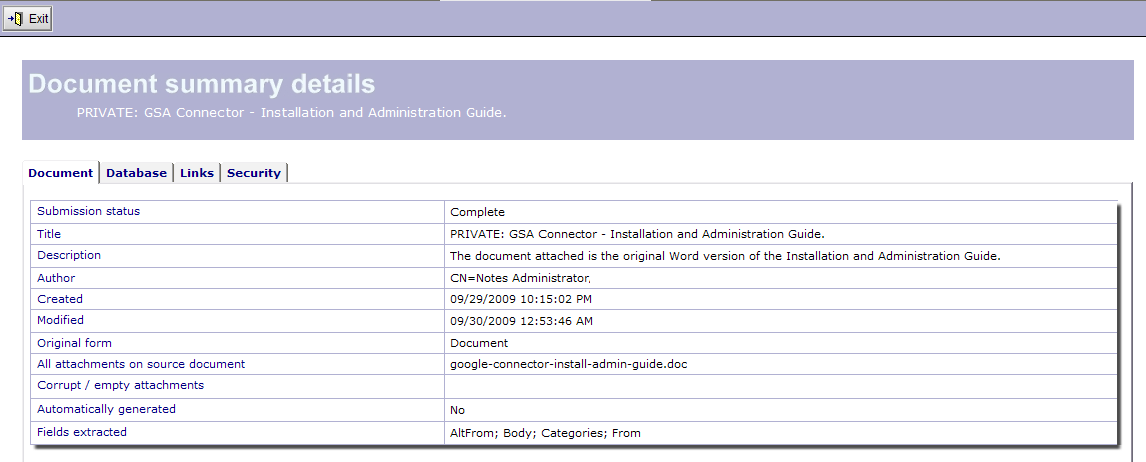 Exit
Document summary details
PRIVATE: GSA Connector - Installation and Administration Guide.
Document Database Links Security
Submission status Complete
Title PRIVATE: GSA Connector - Installation and Administration Guide.
Description The document attached is the original Word version of the Installation and Administration Guide.
Author CN=Notes Administrator,
Created 09/29/2009 10:15:02 PM
Modified 09/30/2009 12:53:46 AM
Original form Document
All attachments on source document google-connector-install-admin-guide.doc
Corrupt / empty attachments
Automatically generated No
Fields extracted AltFrom; Body; Categories; From